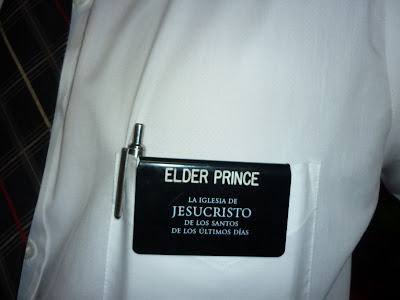 ELDER PRINCE
LA IGLESIA DE
JESUCRISTO
DE LOS SANTOS
DE LOS ÚLTIMOS DÍAS